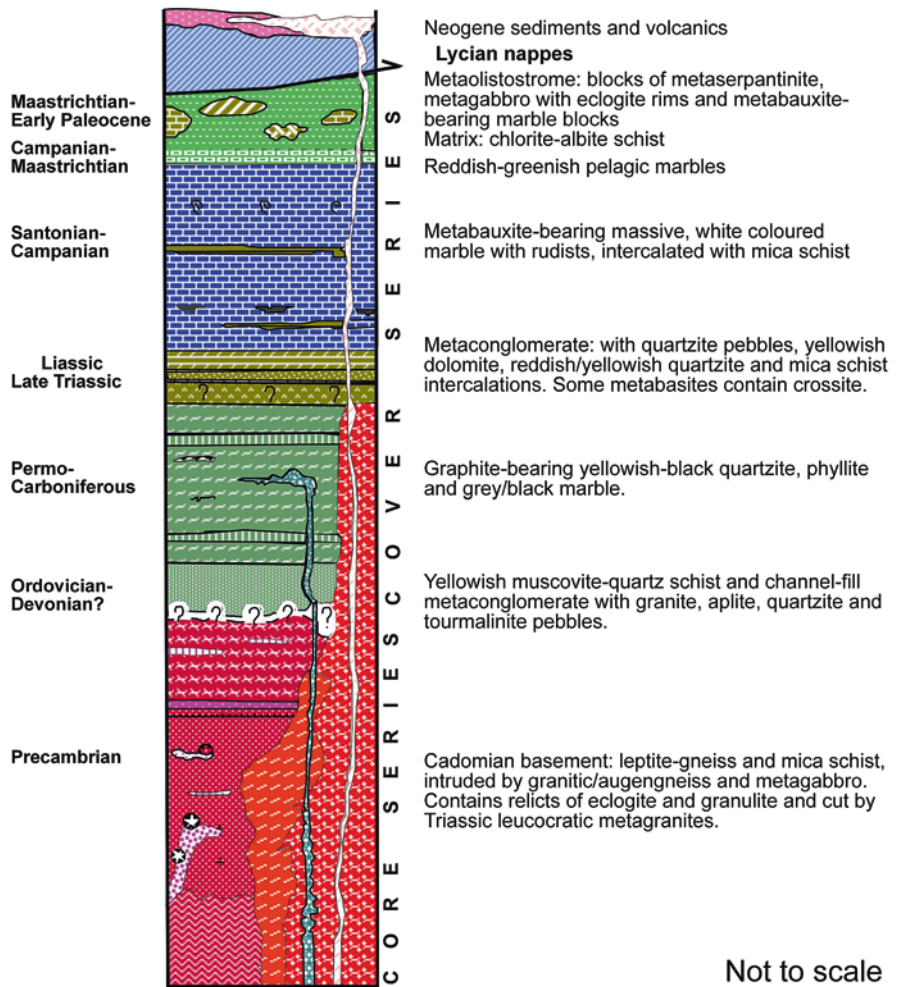 Neogene sediments and volcanics
Lycian nappes
Maastrichtian-
Early Paleocene
Metaolistostrome: blocks of metaserpantinite,
metagabbro with eclogite rims and metabauxite-
bearing marble blocks
Matrix: chlorite-albite schist
Campanian-
Maastrichtian
Reddish-greenish pelagic marbles
Santonian-
Campanian
Metabauxite-bearing massive, white coloured
marble with rudists, intercalated with mica schist
Liassic
Late Triassic
Metaconglomerate: with quartzite pebbles, yellowish
dolomite, reddish/yellowish quartzite and mica schist
intercalations. Some metabasites contain crossite.
? ? ?
Permo-
Carboniferous
Graphite-bearing yellowish-black quartzite, phyllite
and grey/black marble.
Ordovician-
Devonian?
Yellowish muscovite-quartz schist and channel-fill
metaconglomerate with granite, aplite, quartzite and
tourmalinite pebbles.
? ? ? ? ?
Precambrian
Cadomian basement: leptite-gneiss and mica schist,
intruded by granitic/augengneiss and metagabbro.
Contains relicts of eclogite and granulite and cut by
Triassic leucocratic metagranites.
CORE SERIES
COVER SERIES
Not to scale